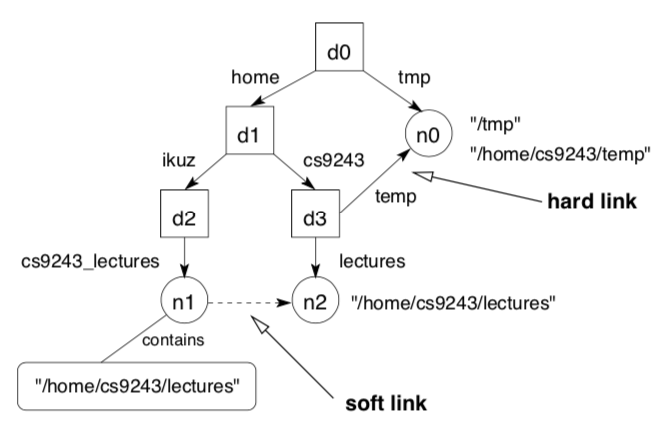 d0
home
tmp
d1
n0
"/tmp"
"/home/cs9243/temp"
ikuz
cs9243
hard link
temp
d2
d3
cs9243_lectures
lectures
n1
n2
"/home/cs9243/lectures"
contains
"/home/cs9243/lectures"
soft link